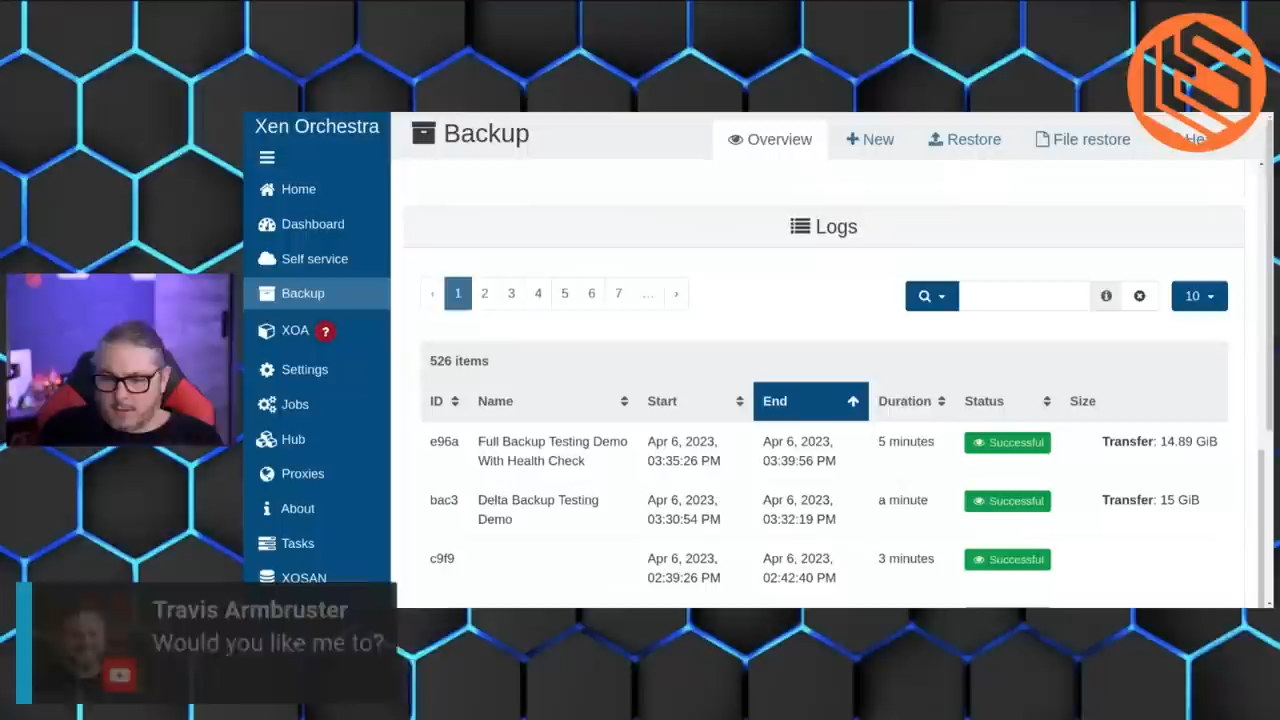 Xen Orchestra
Home
Dashboard
Self service
Backup
XOA ?
Settings
Jobs
Hub
Proxies
About
Tasks
XOSAN
Backup
Overview
New
Restore
File restore
Logs
‹ 1 2 3 4 5 6 7 … ›
10
526 items
ID Name Start End Duration Status Size
e96a Full Backup Testing Demo Apr 6, 2023, Apr 6, 2023, 5 minutes Successful Transfer: 14.89 GiB
With Health Check 03:35:26 PM 03:39:56 PM
bac3 Delta Backup Testing Apr 6, 2023, Apr 6, 2023, a minute Successful Transfer: 15 GiB
Demo 03:30:54 PM 03:32:19 PM
c9f9 Apr 6, 2023, Apr 6, 2023, 3 minutes Successful
02:39:26 PM 02:42:40 PM
Travis Armbruster
Would you like me to?